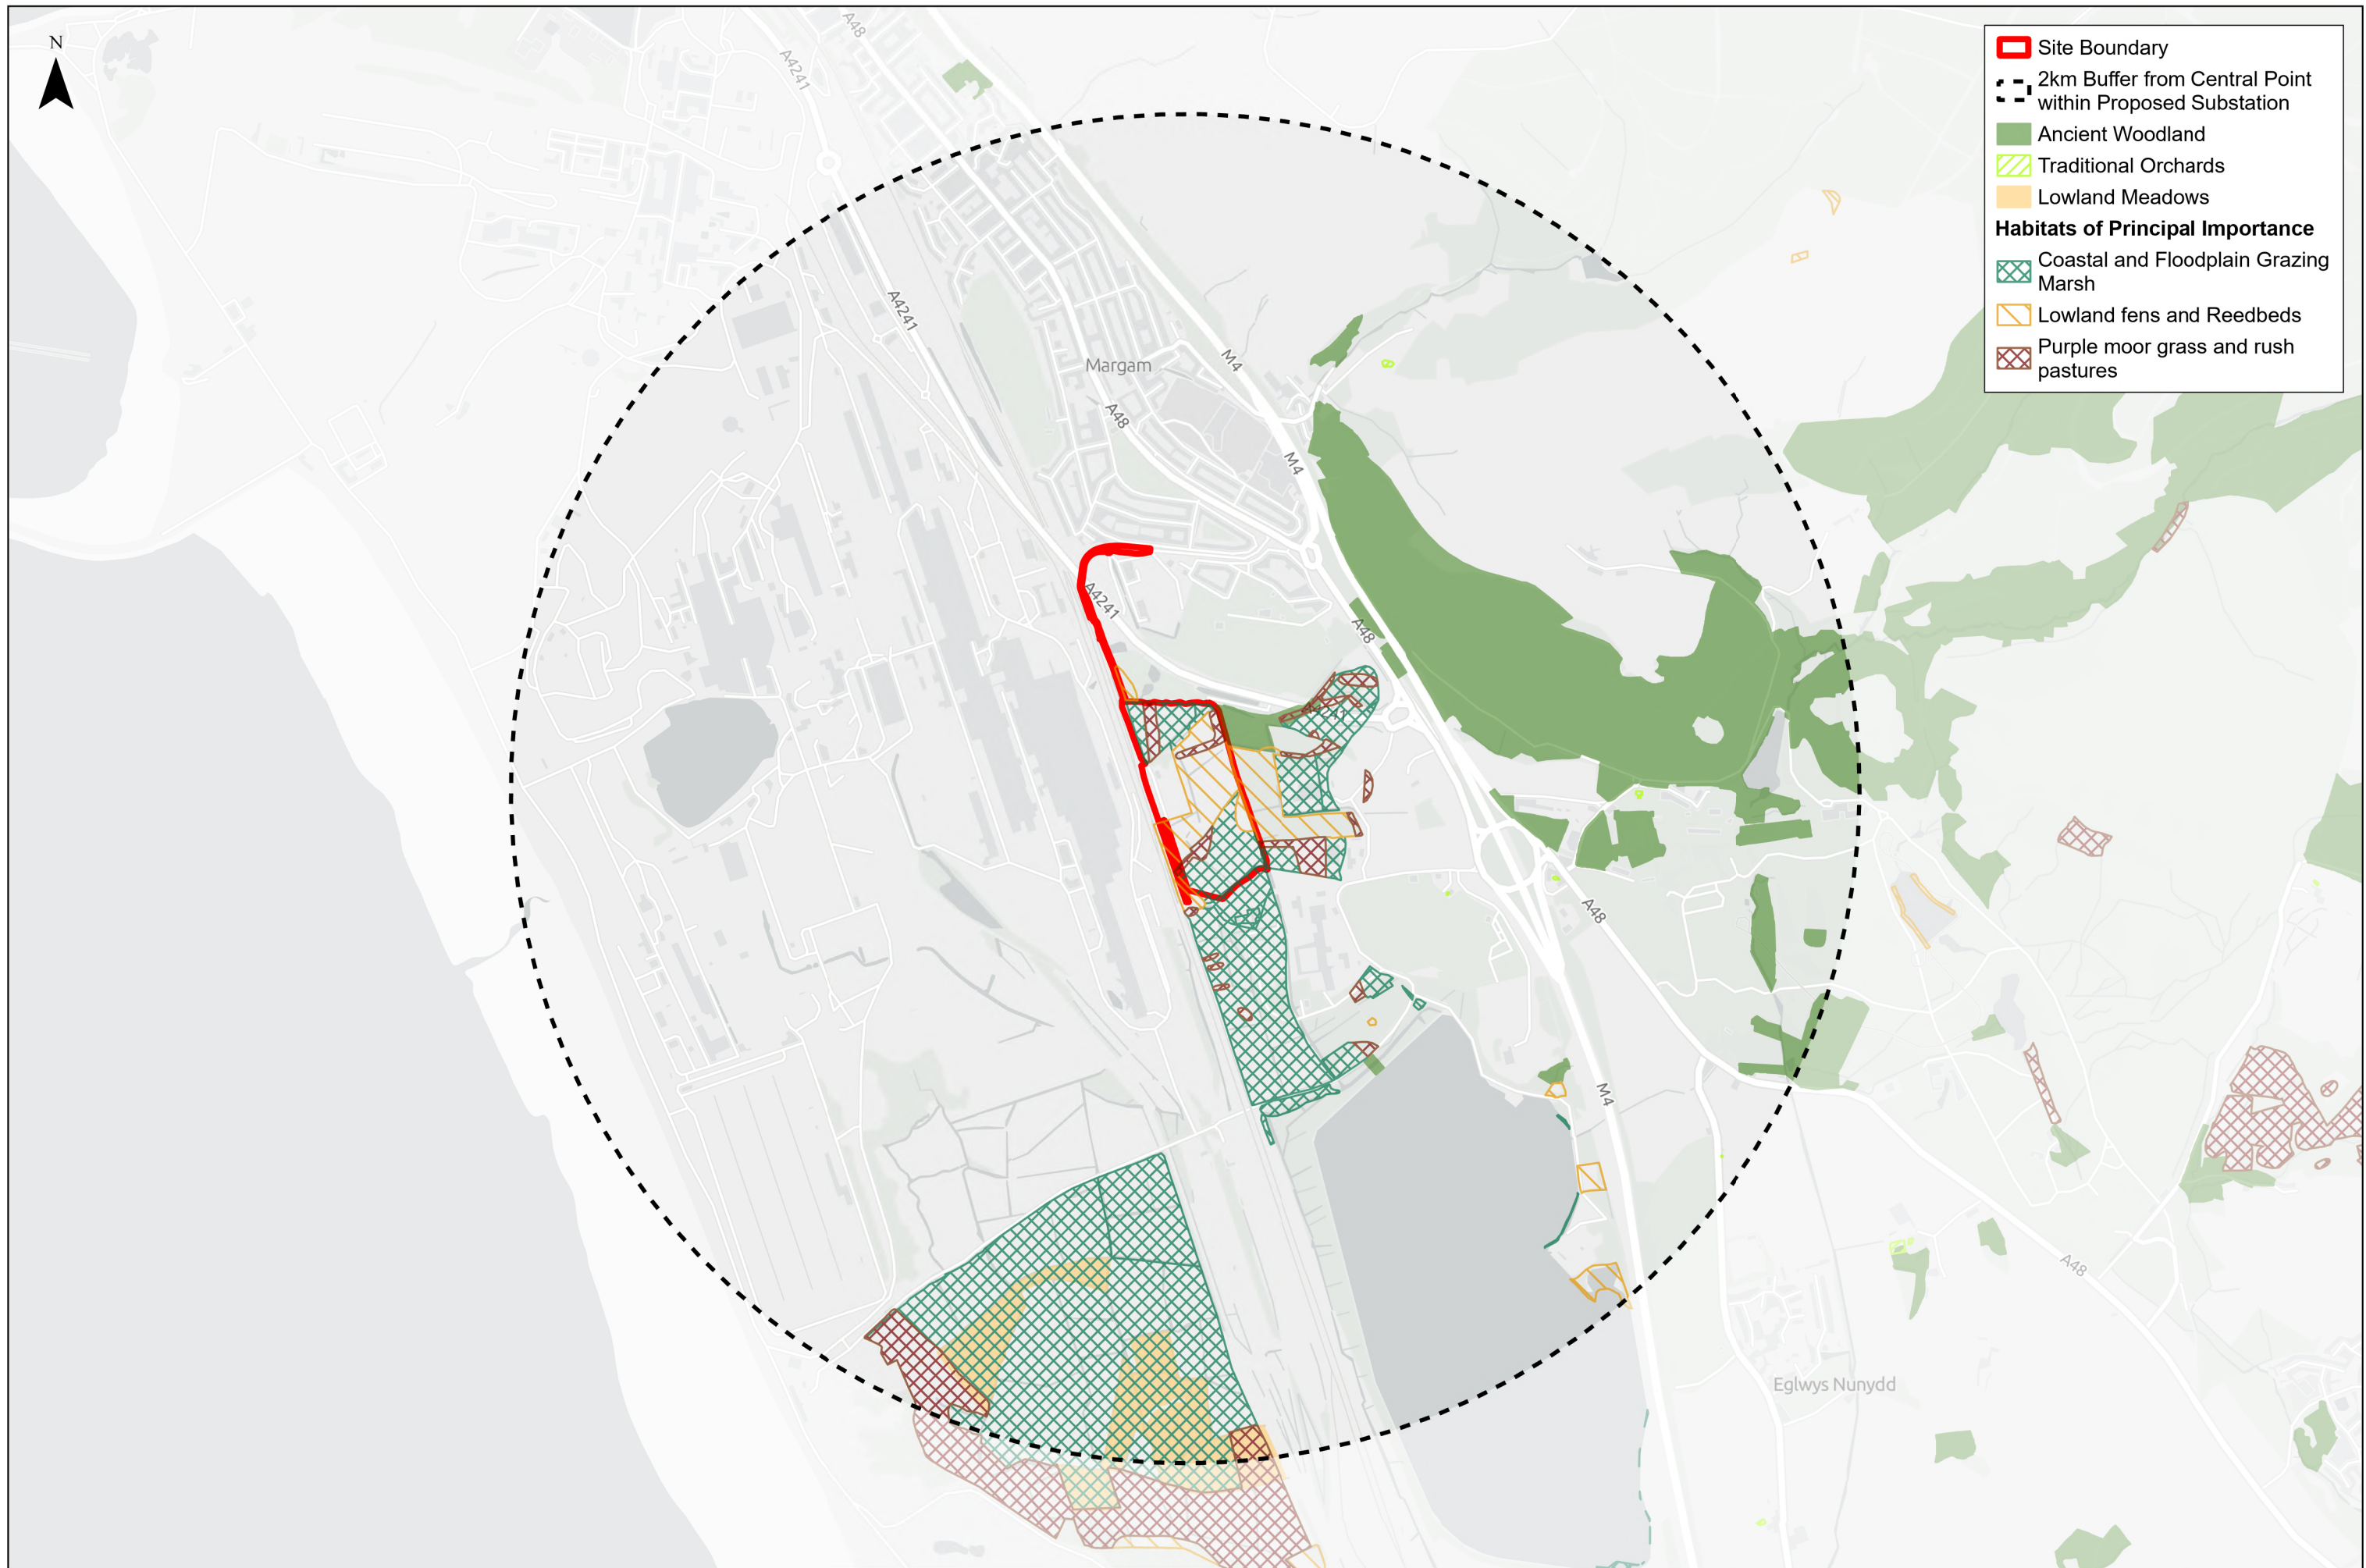 N
A48
A4241
Site Boundary
2km Buffer from Central Point
within Proposed Substation
Ancient Woodland
Traditional Orchards
Lowland Meadows
Habitats of Principal Importance
Coastal and Floodplain Grazing
Marsh
Lowland fens and Reedbeds
Purple moor grass and rush
pastures
A4241
Margam
M4
A48
M4
A4241
A48
A4241
A48
M4
A48
Eglwys Nunydd